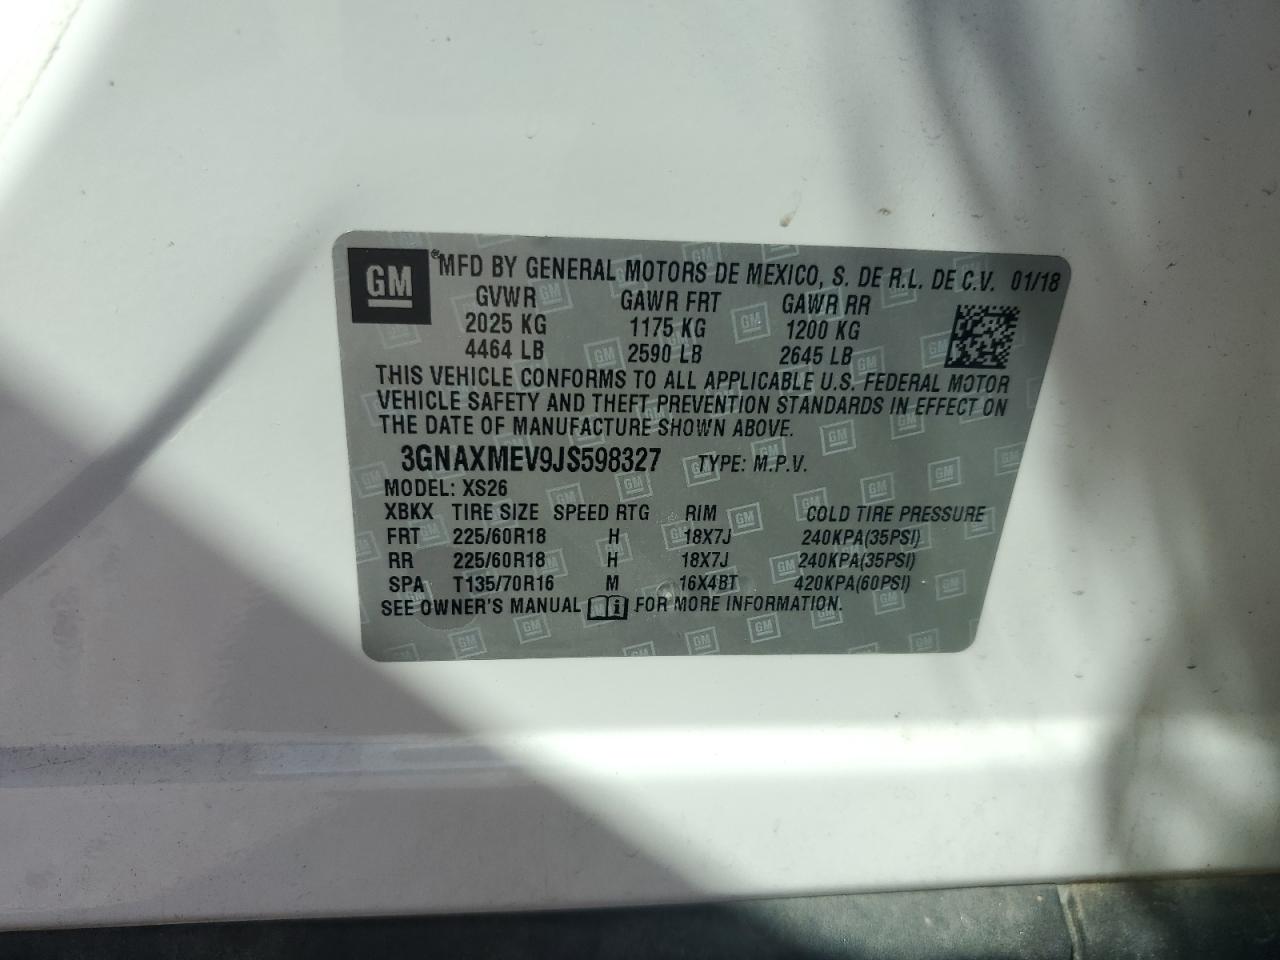 GM ® MFD BY GENERAL MOTORS DE MEXICO, S. DE R.L. DE C.V. 01/18
GVWR GAWR FRT GAWR RR
2025 KG 1175 KG 1200 KG
4464 LB 2590 LB 2645 LB
THIS VEHICLE CONFORMS TO ALL APPLICABLE U.S. FEDERAL MOTOR
VEHICLE SAFETY AND THEFT PREVENTION STANDARDS IN EFFECT ON
THE DATE OF MANUFACTURE SHOWN ABOVE.
3GNAXMEV9JS598327 TYPE: M.P.V.
MODEL: XS26
XBKX TIRE SIZE SPEED RTG RIM COLD TIRE PRESSURE
FRT 225/60R18 H 18X7J 240KPA(35PSI)
RR 225/60R18 H 18X7J 240KPA(35PSI)
SPA T135/70R16 M 16X4BT 420KPA(60PSI)
SEE OWNER'S MANUAL i FOR MORE INFORMATION.